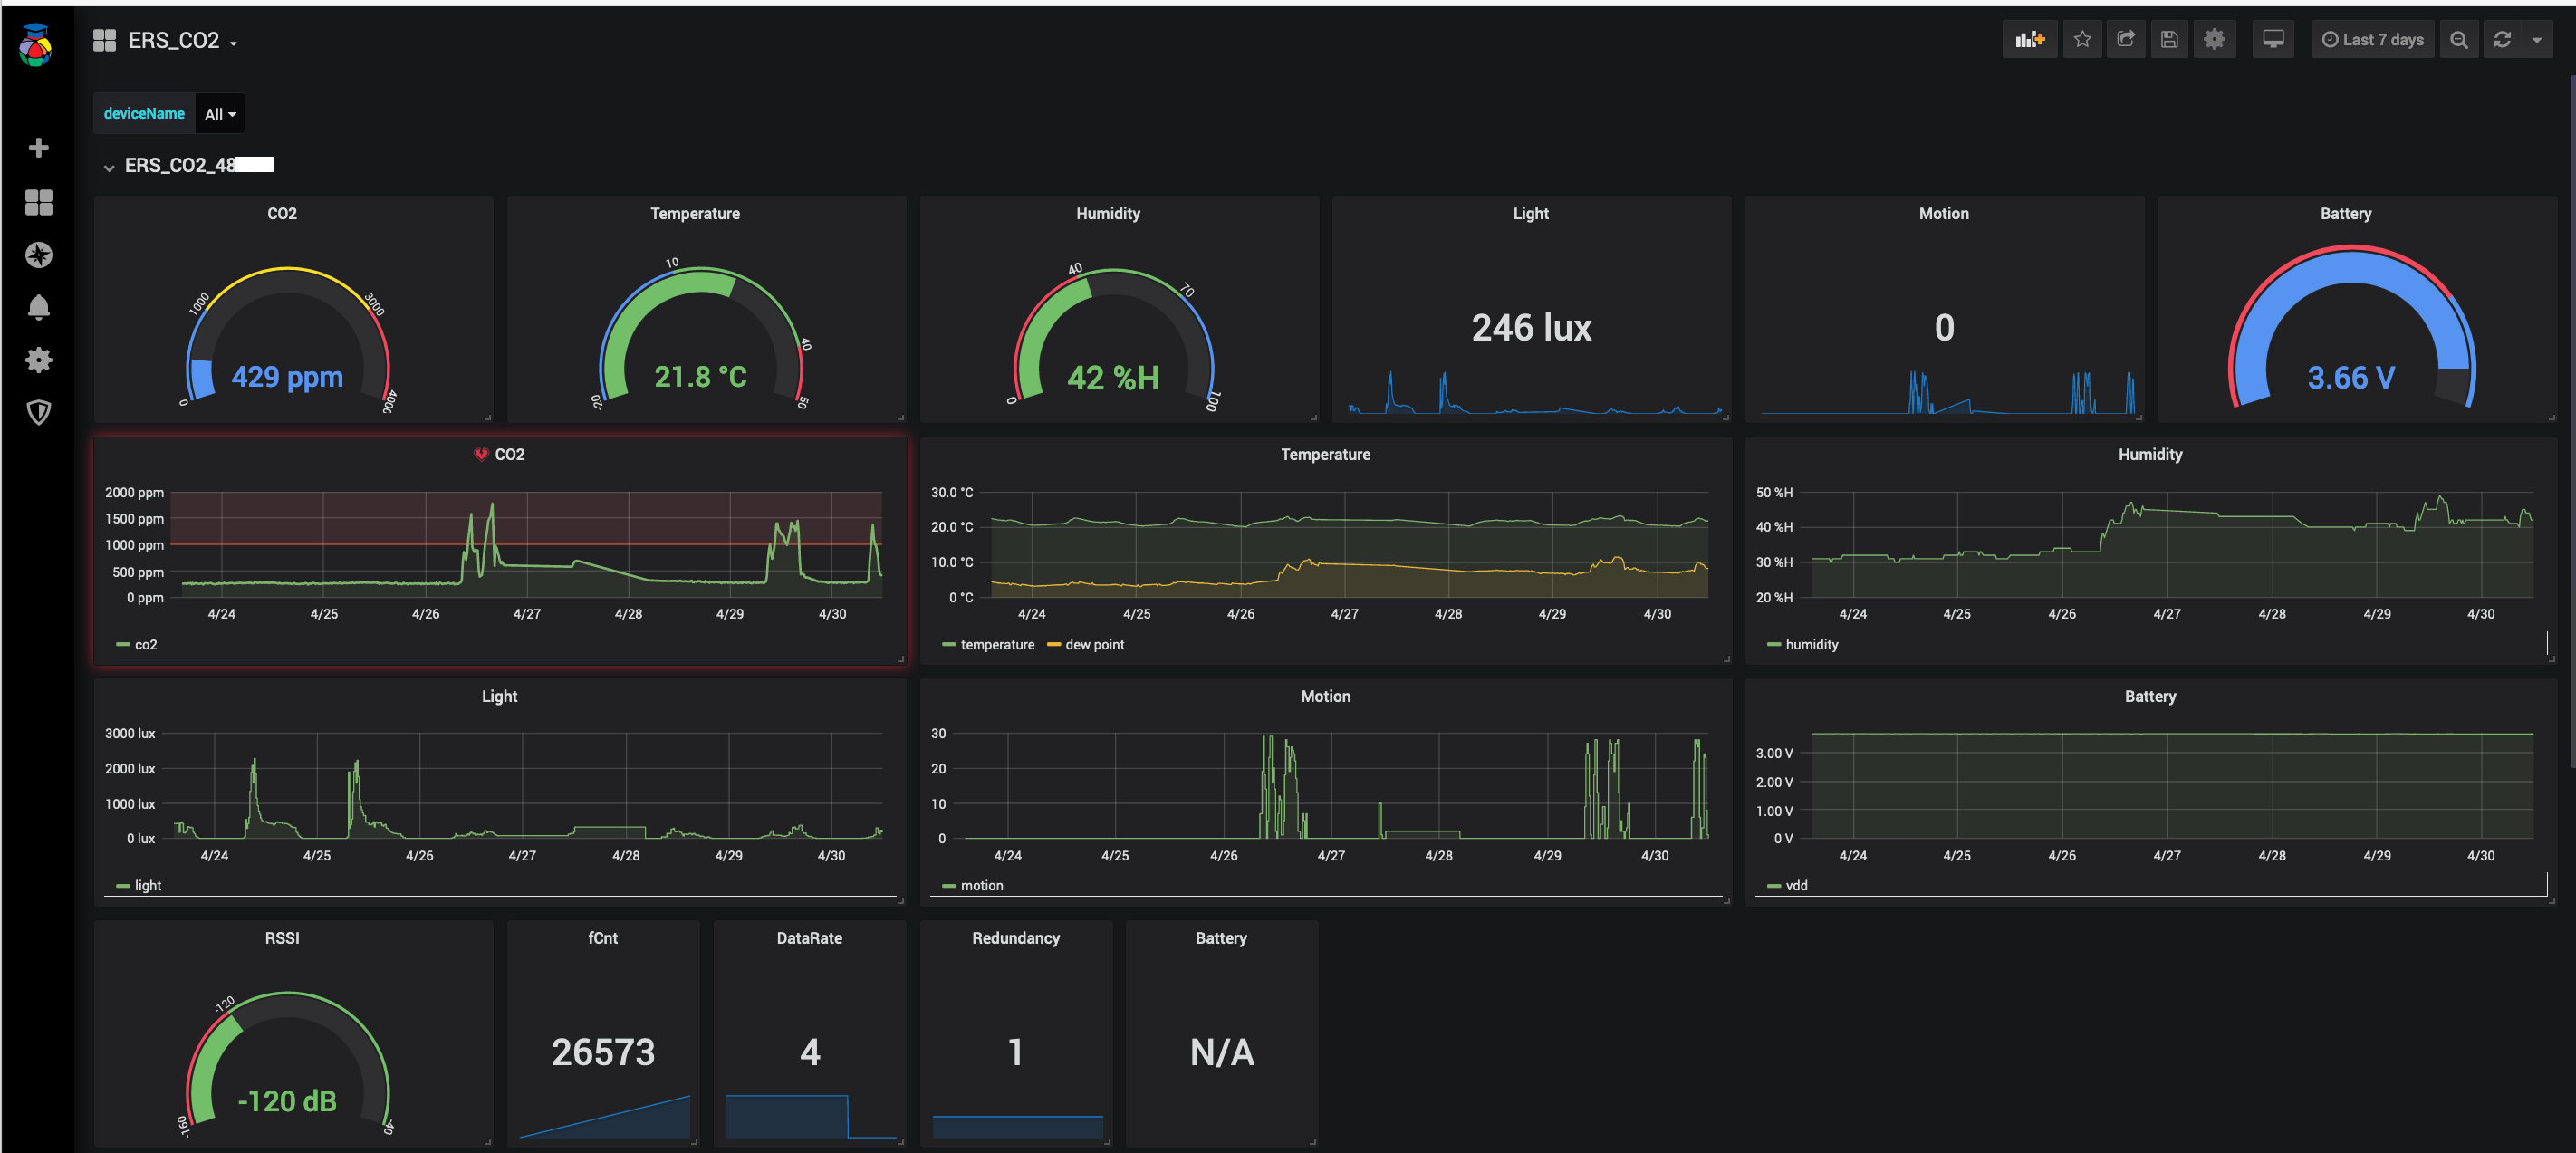 ERS_CO2
Last 7 days
deviceName All
ERS_CO2_48
CO2
0 1000 3000 4000
429 ppm
Temperature
-20 10 40 50
21.8 °C
Humidity
0 40 70 100
42 %H
Light
246 lux
Motion
0
Battery
3.66 V
CO2
2000 ppm
1500 ppm
1000 ppm
500 ppm
0 ppm
4/24 4/25 4/26 4/27 4/28 4/29 4/30
co2
Temperature
30.0 °C
20.0 °C
10.0 °C
0 °C
4/24 4/25 4/26 4/27 4/28 4/29 4/30
temperature dew point
Humidity
50 %H
40 %H
30 %H
20 %H
4/24 4/25 4/26 4/27 4/28 4/29 4/30
humidity
Light
3000 lux
2000 lux
1000 lux
0 lux
4/24 4/25 4/26 4/27 4/28 4/29 4/30
light
Motion
30
20
10
0
4/24 4/25 4/26 4/27 4/28 4/29 4/30
motion
Battery
3.00 V
2.00 V
1.00 V
0 V
4/24 4/25 4/26 4/27 4/28 4/29 4/30
vdd
RSSI
-160 -120 -40
-120 dB
fCnt
26573
DataRate
4
Redundancy
1
Battery
N/A